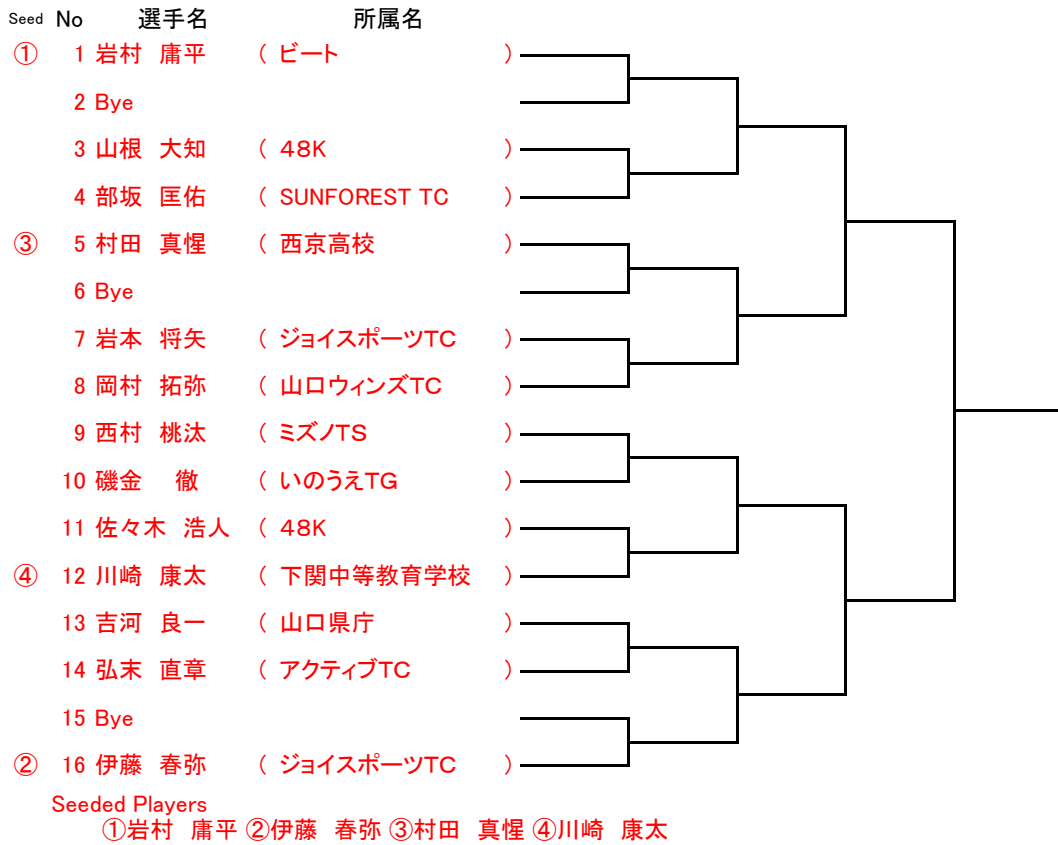 Seed No 選手名 所属名
① 1 岩村 庸平 ( ビート )
2 Bye
3 山根 大知 ( 48K )
4 部坂 匡佑 ( SUNFOREST TC )
③ 5 村田 真惺 ( 西京高校 )
6 Bye
7 岩本 将矢 ( ジョイスポーツTC )
8 岡村 拓弥 ( 山口ウィンズTC )
9 西村 桃汰 ( ミズノTS )
10 磯金 徹 ( いのうえTG )
11 佐々木 浩人 ( 48K )
④ 12 川崎 康太 ( 下関中等教育学校 )
13 吉河 良一 ( 山口県庁 )
14 弘末 直章 ( アクティブTC )
15 Bye
② 16 伊藤 春弥 ( ジョイスポーツTC )
Seeded Players
①岩村 庸平 ②伊藤 春弥 ③村田 真惺 ④川崎 康太